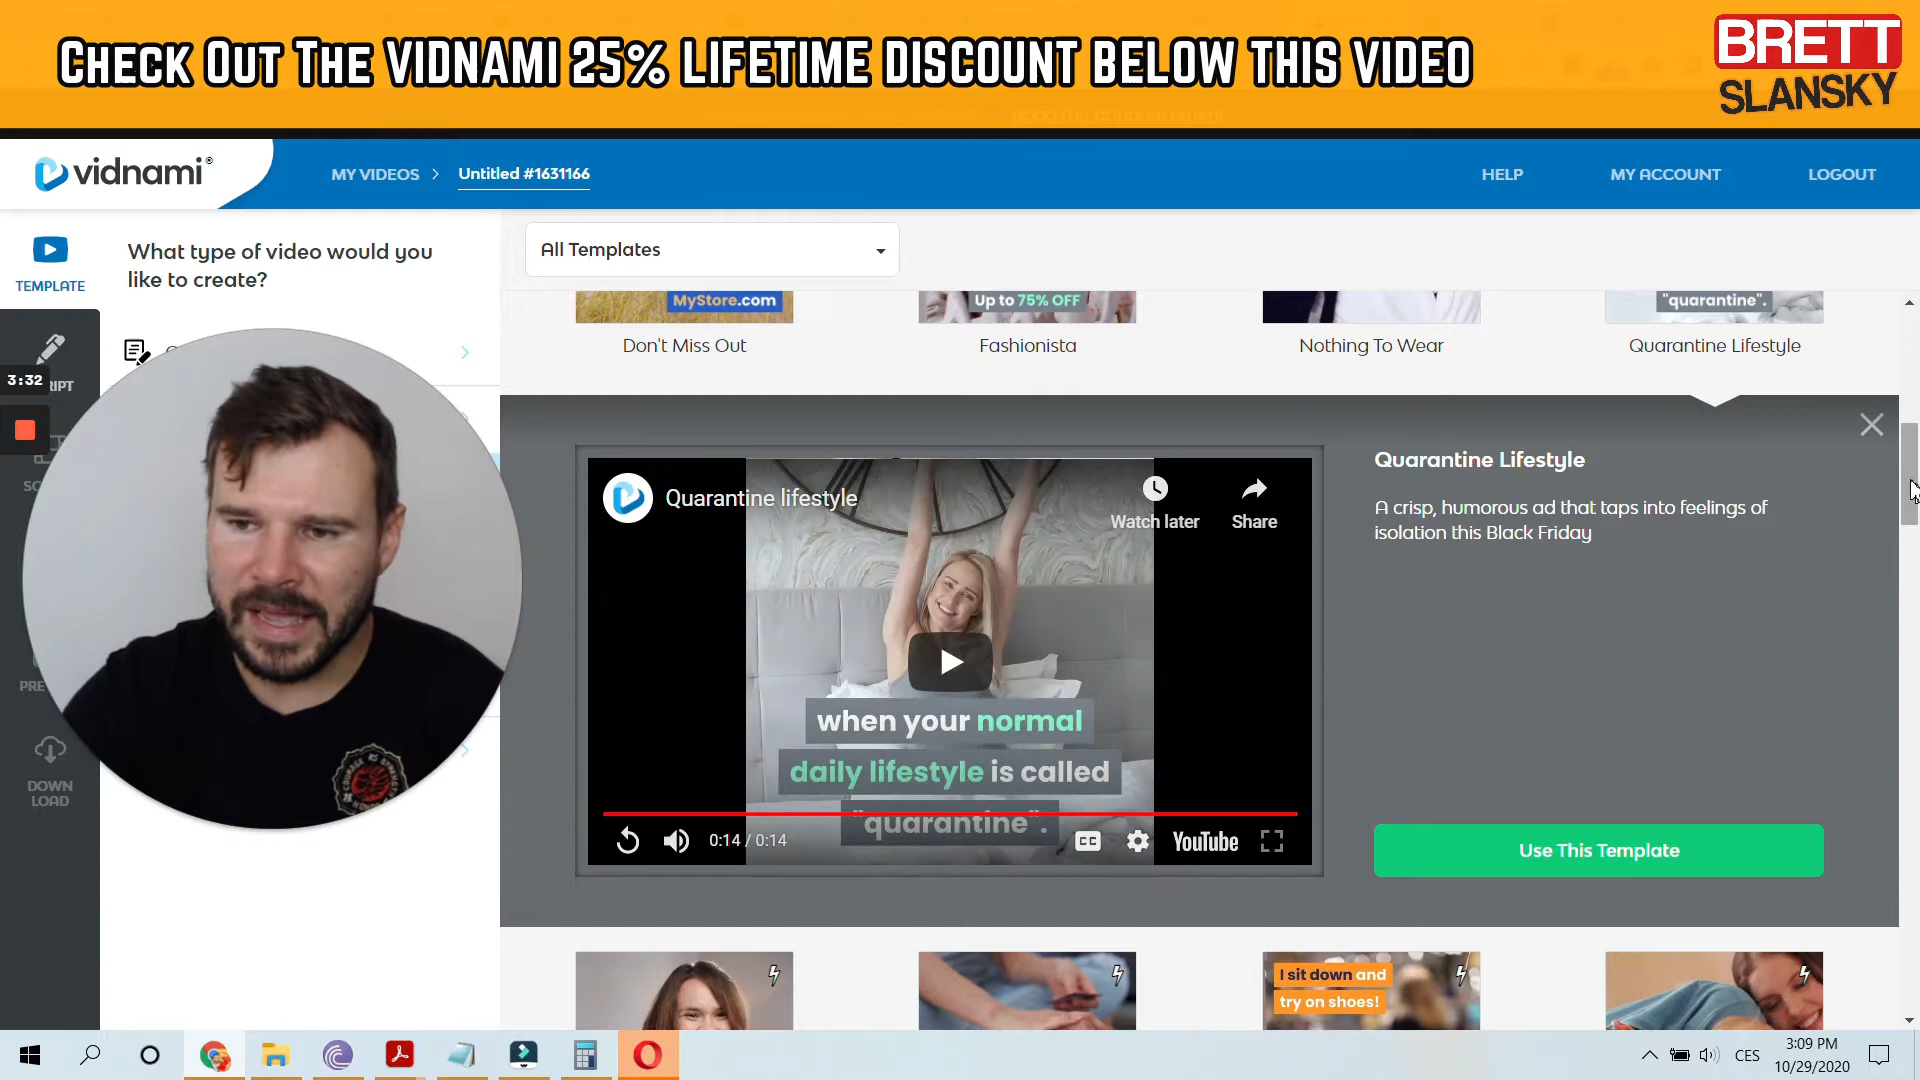 CHECK OUT THE VIDNAMI 25% LIFETIME DISCOUNT BELOW THIS VIDEO
BRETT
SLANSKY
vidnami®
MY VIDEOS >
Untitled #1631166
HELP
MY ACCOUNT
LOGOUT
TEMPLATE
What type of video would you
like to create?
All Templates
MyStore.com
Up to 75% OFF
"quarantine".
Don't Miss Out
Fashionista
Nothing To Wear
Quarantine Lifestyle
3:32
Quarantine lifestyle
Watch later
Share
when your normal
daily lifestyle is called
"quarantine".
0:14 / 0:14
CC
YouTube
Quarantine Lifestyle
A crisp, humorous ad that taps into feelings of
isolation this Black Friday
Use This Template
DOWN
LOAD
I sit down and
try on shoes!
CES
3:09 PM
10/29/2020